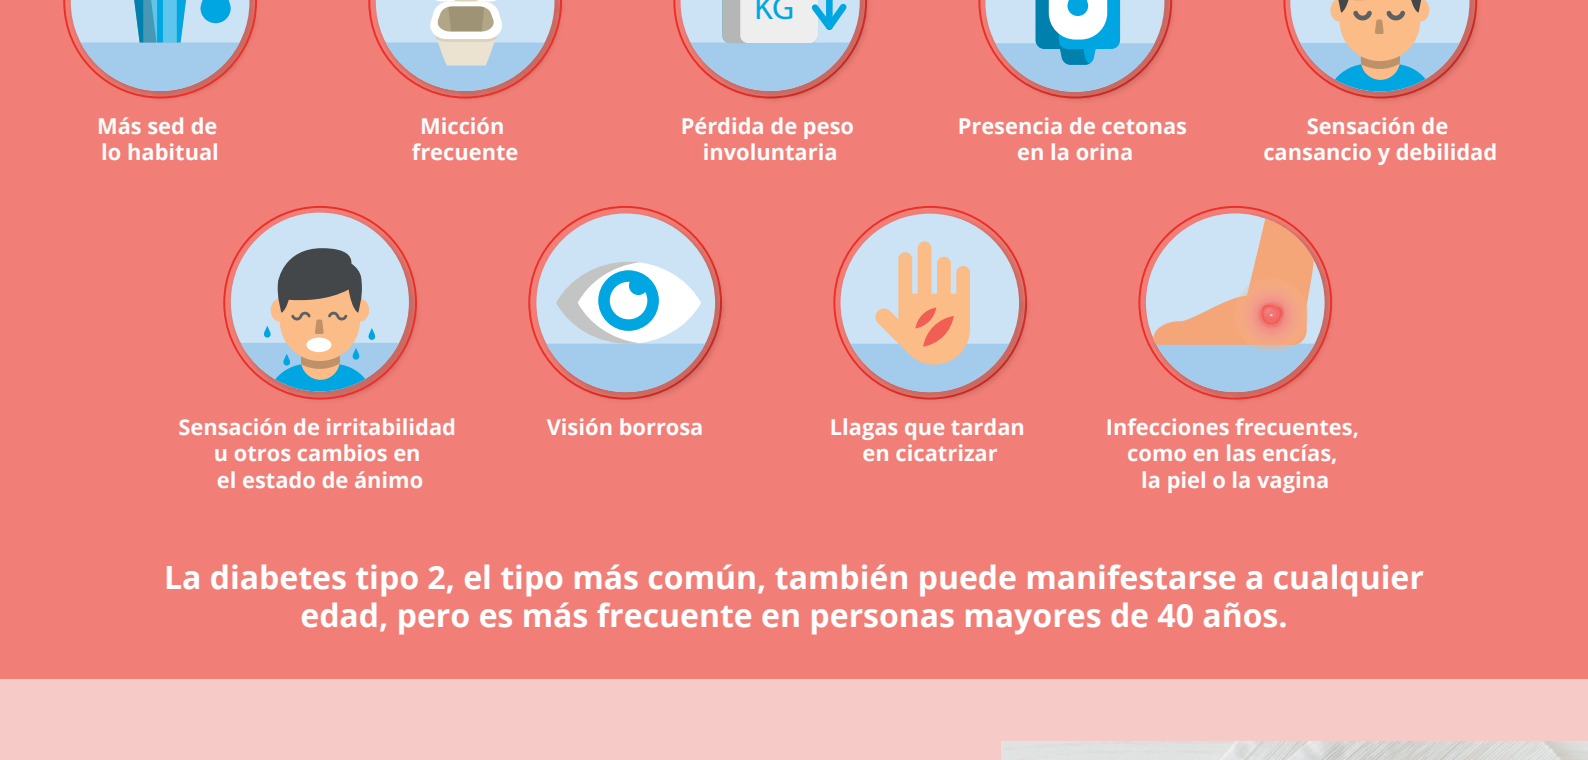 KG
Más sed de
lo habitual
Micción
frecuente
Pérdida de peso
involuntaria
Presencia de cetonas
en la orina
Sensación de
cansancio y debilidad
Sensación de irritabilidad
u otros cambios en
el estado de ánimo
Visión borrosa
Llagas que tardan
en cicatrizar
Infecciones frecuentes,
como en las encías,
la piel o la vagina
La diabetes tipo 2, el tipo más común, también puede manifestarse a cualquier
edad, pero es más frecuente en personas mayores de 40 años.